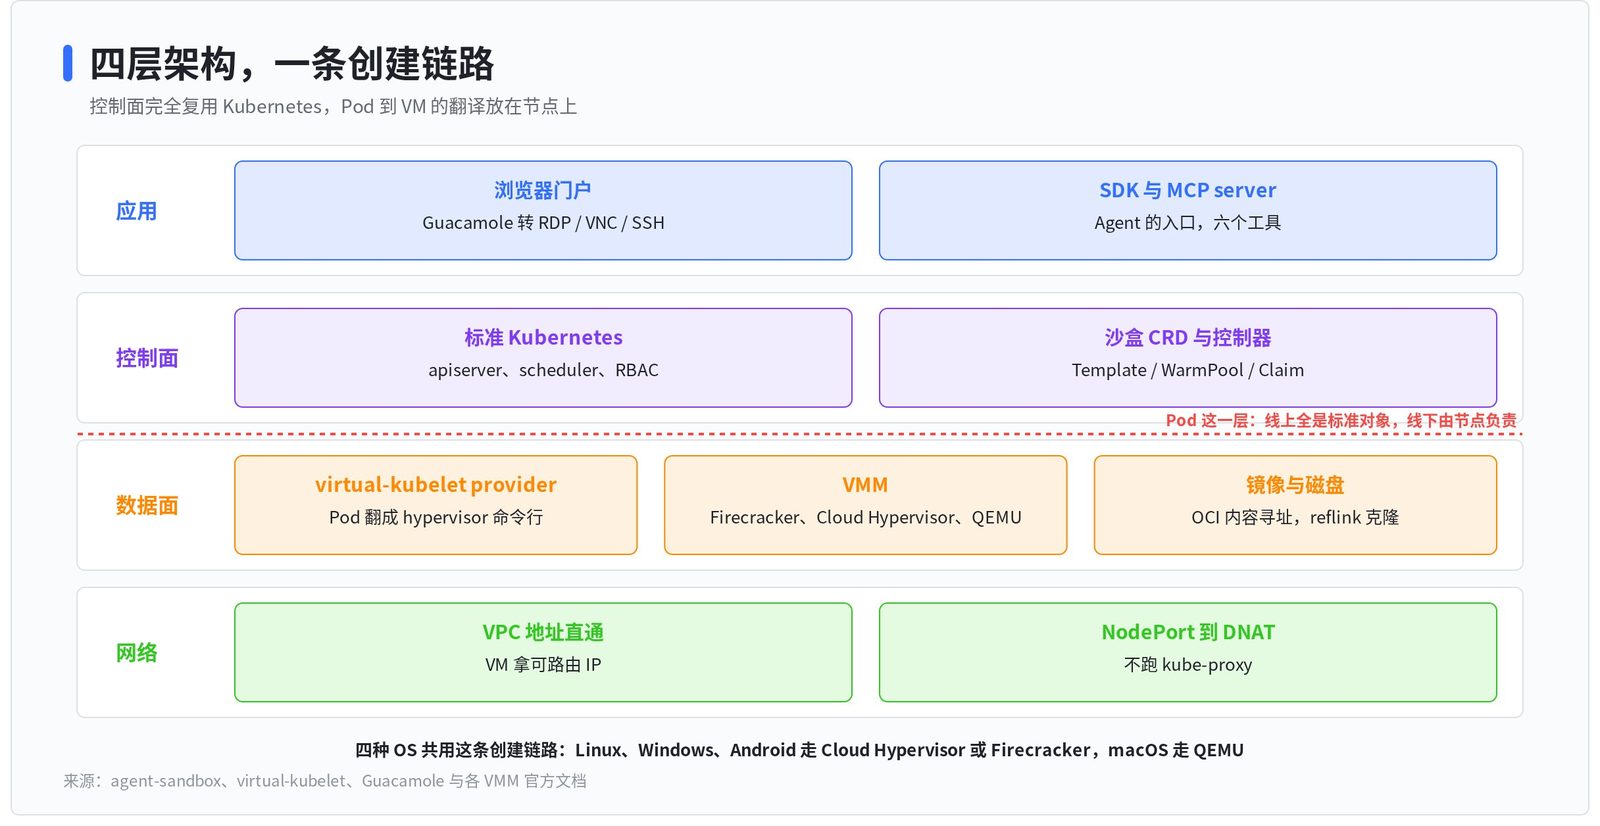 四层架构，一条创建链路
控制面完全复用 Kubernetes，Pod 到 VM 的翻译放在节点上
应用
浏览器门户
Guacamole 转 RDP / VNC / SSH
SDK 与 MCP server
Agent 的入口，六个工具
控制面
标准 Kubernetes
apiserver、scheduler、RBAC
沙盒 CRD 与控制器
Template / WarmPool / Claim
Pod 这一层：线上全是标准对象，线下由节点负责
数据面
virtual-kubelet provider
Pod 翻成 hypervisor 命令行
VMM
Firecracker、Cloud Hypervisor、QEMU
镜像与磁盘
OCI 内容寻址，reflink 克隆
网络
VPC 地址直通
VM 拿可路由 IP
NodePort 到 DNAT
不跑 kube-proxy
四种 OS 共用这条创建链路：Linux、Windows、Android 走 Cloud Hypervisor 或 Firecracker，macOS 走 QEMU
来源：agent-sandbox、virtual-kubelet、Guacamole 与各 VMM 官方文档